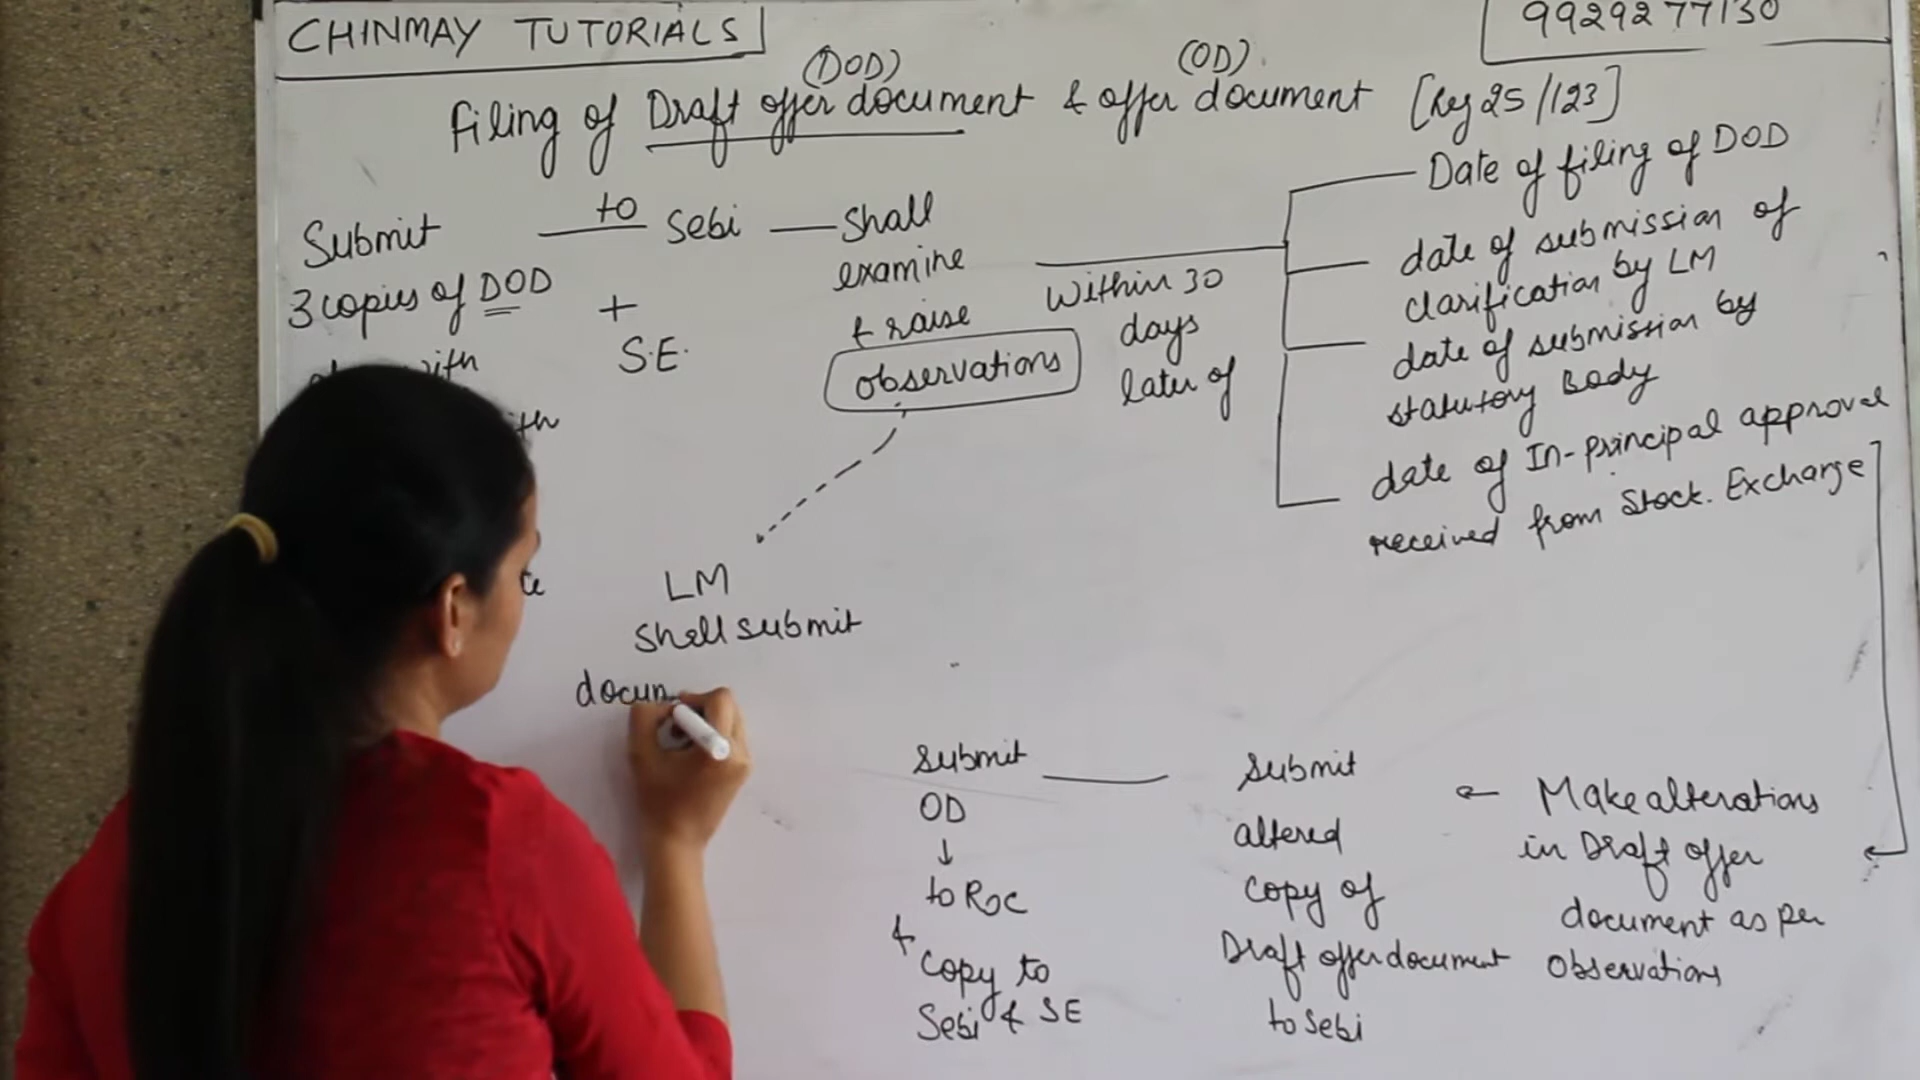 CHINMAY TUTORIALS
99292 77130
(DOD) (OD)
Filing of Draft offer document & offer document [Reg 25/123]
Submit
3 copies of DOD
to
Sebi
+
S.E.
Shall
examine
& raise
observations
Within 30
days
later of
Date of filing of DOD
date of submission of
clarification by LM
date of submission by
statutory Body
date of In-principal approval
received from Stock. Exchange
LM
Shall submit
docum
Submit
OD
↓
to ROC
& Copy to
Sebi & SE
Submit
altered
copy of
Draft offer document
to Sebi
← Make alterations
in Draft offer
document as per
observations